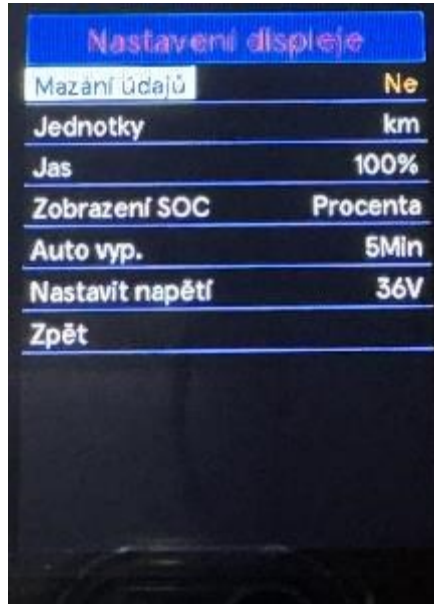 Nastavení displeje
Mazání údajů Ne
Jednotky km
Jas 100%
Zobrazení SOC Procenta
Auto vyp. 5Min
Nastavit napětí 36V
Zpět